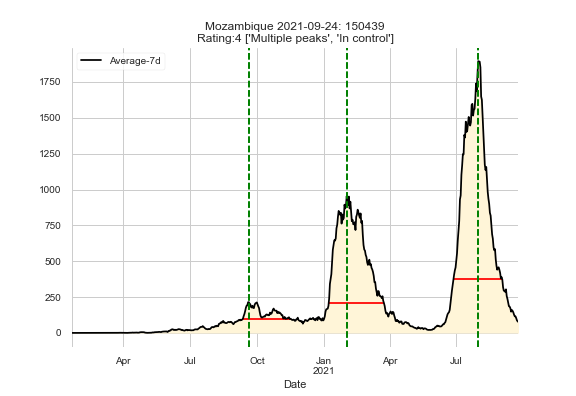 Mozambique 2021-09-24: 150439
Rating:4 ['Multiple peaks', 'In control']
Average-7d
1750
1500
1250
1000
750
500
250
0
Apr
Jul
Oct
Jan
2021
Apr
Jul
Date